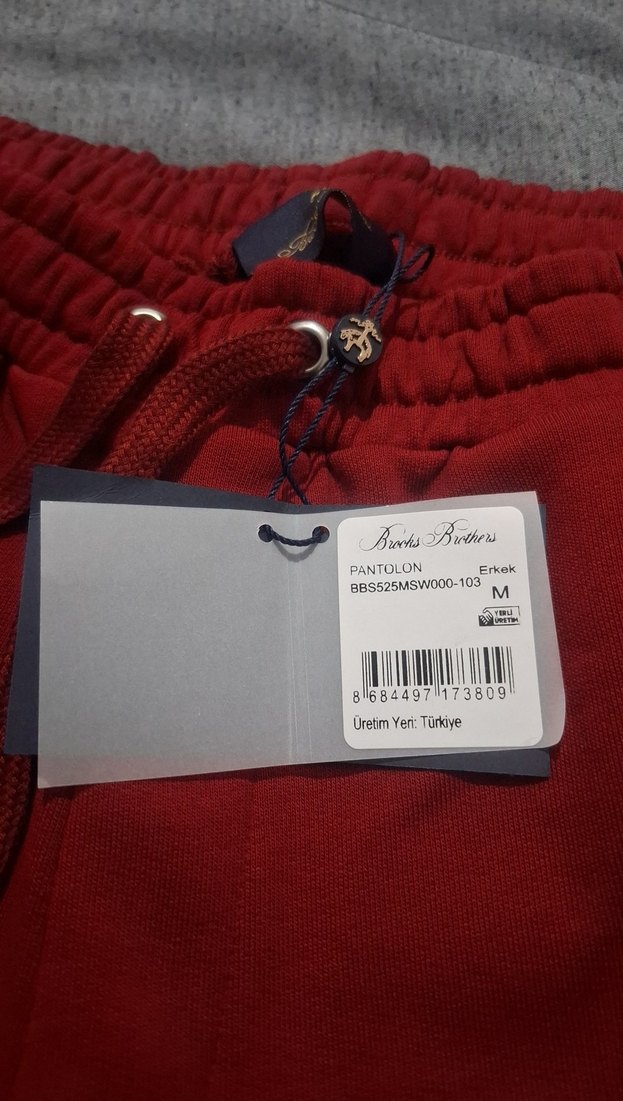 Brooks Brothers
PANTOLON Erkek
BBS525MSW000-103 M
YERLİ
ÜRETİM
8 684497 173809
Üretim Yeri: Türkiye